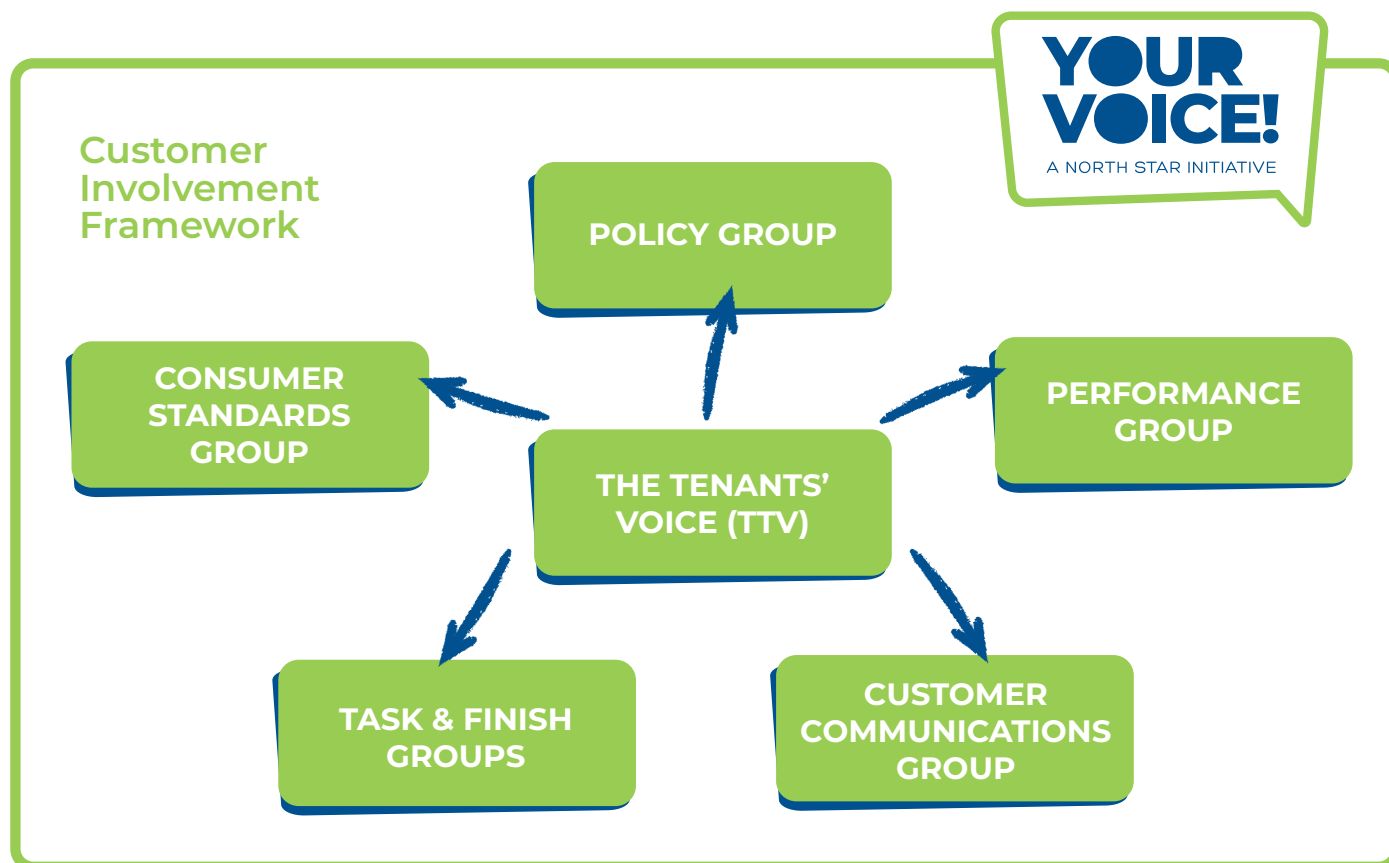 YOUR
VOICE!
A NORTH STAR INITIATIVE
Customer
Involvement
Framework
POLICY GROUP
CONSUMER
STANDARDS
GROUP
PERFORMANCE
GROUP
THE TENANTS’
VOICE (TTV)
TASK & FINISH
GROUPS
CUSTOMER
COMMUNICATIONS
GROUP